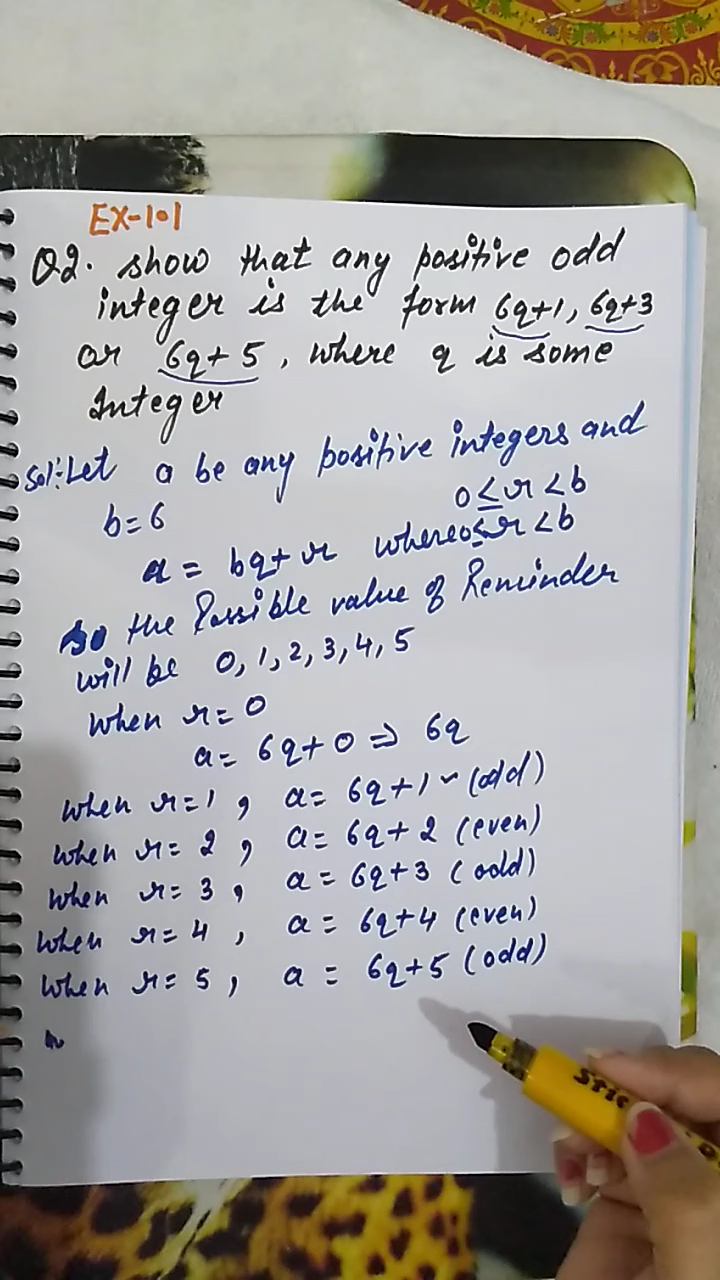 EX-1.1
Q2. show that any positive odd
integer is the form 6q+1, 6q+3
or 6q+5, where q is some
Integer
Sol: Let a be any positive integers and
b=6 0≤r<b
a = bq+r where 0≤r<b
so the Possible value of Reminder
will be 0, 1, 2, 3, 4, 5
when r=0
a= 6q+0 ⇒ 6q
when r=1, a= 6q+1 (odd)
when r= 2, a= 6q+2 (even)
when r= 3, a= 6q+3 (odd)
when r= 4, a= 6q+4 (even)
when r= 5, a = 6q+5 (odd)
STIC